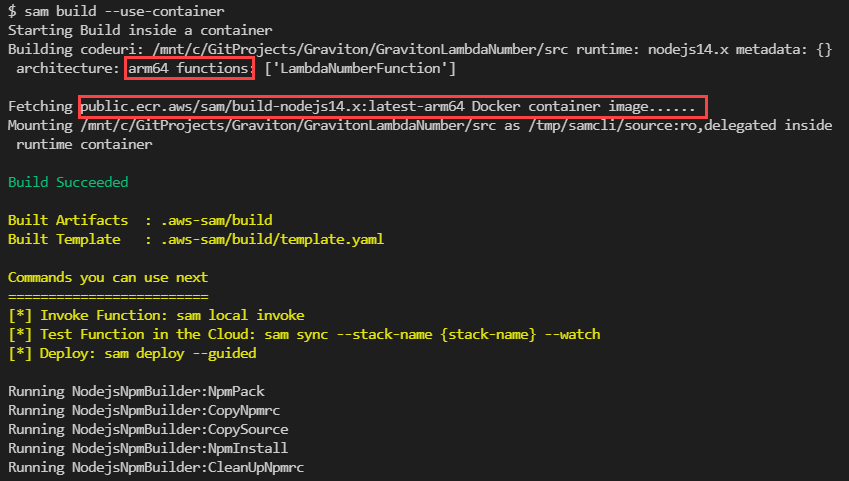 $ sam build --use-container
Starting Build inside a container
Building codeuri: /mnt/c/GitProjects/Graviton/GravitonLambdaNumber/src runtime: nodejs14.x metadata: {}
architecture: arm64 functions: ['LambdaNumberFunction']
Fetching public.ecr.aws/sam/build-nodejs14.x:latest-arm64 Docker container image......
Mounting /mnt/c/GitProjects/Graviton/GravitonLambdaNumber/src as /tmp/samcli/source:ro,delegated inside
runtime container
Build Succeeded
Built Artifacts  : .aws-sam/build
Built Template   : .aws-sam/build/template.yaml
Commands you can use next
=========================
[*] Invoke Function: sam local invoke
[*] Test Function in the Cloud: sam sync --stack-name {stack-name} --watch
[*] Deploy: sam deploy --guided
Running NodejsNpmBuilder:NpmPack
Running NodejsNpmBuilder:CopyNpmrc
Running NodejsNpmBuilder:CopySource
Running NodejsNpmBuilder:NpmInstall
Running NodejsNpmBuilder:CleanUpNpmrc